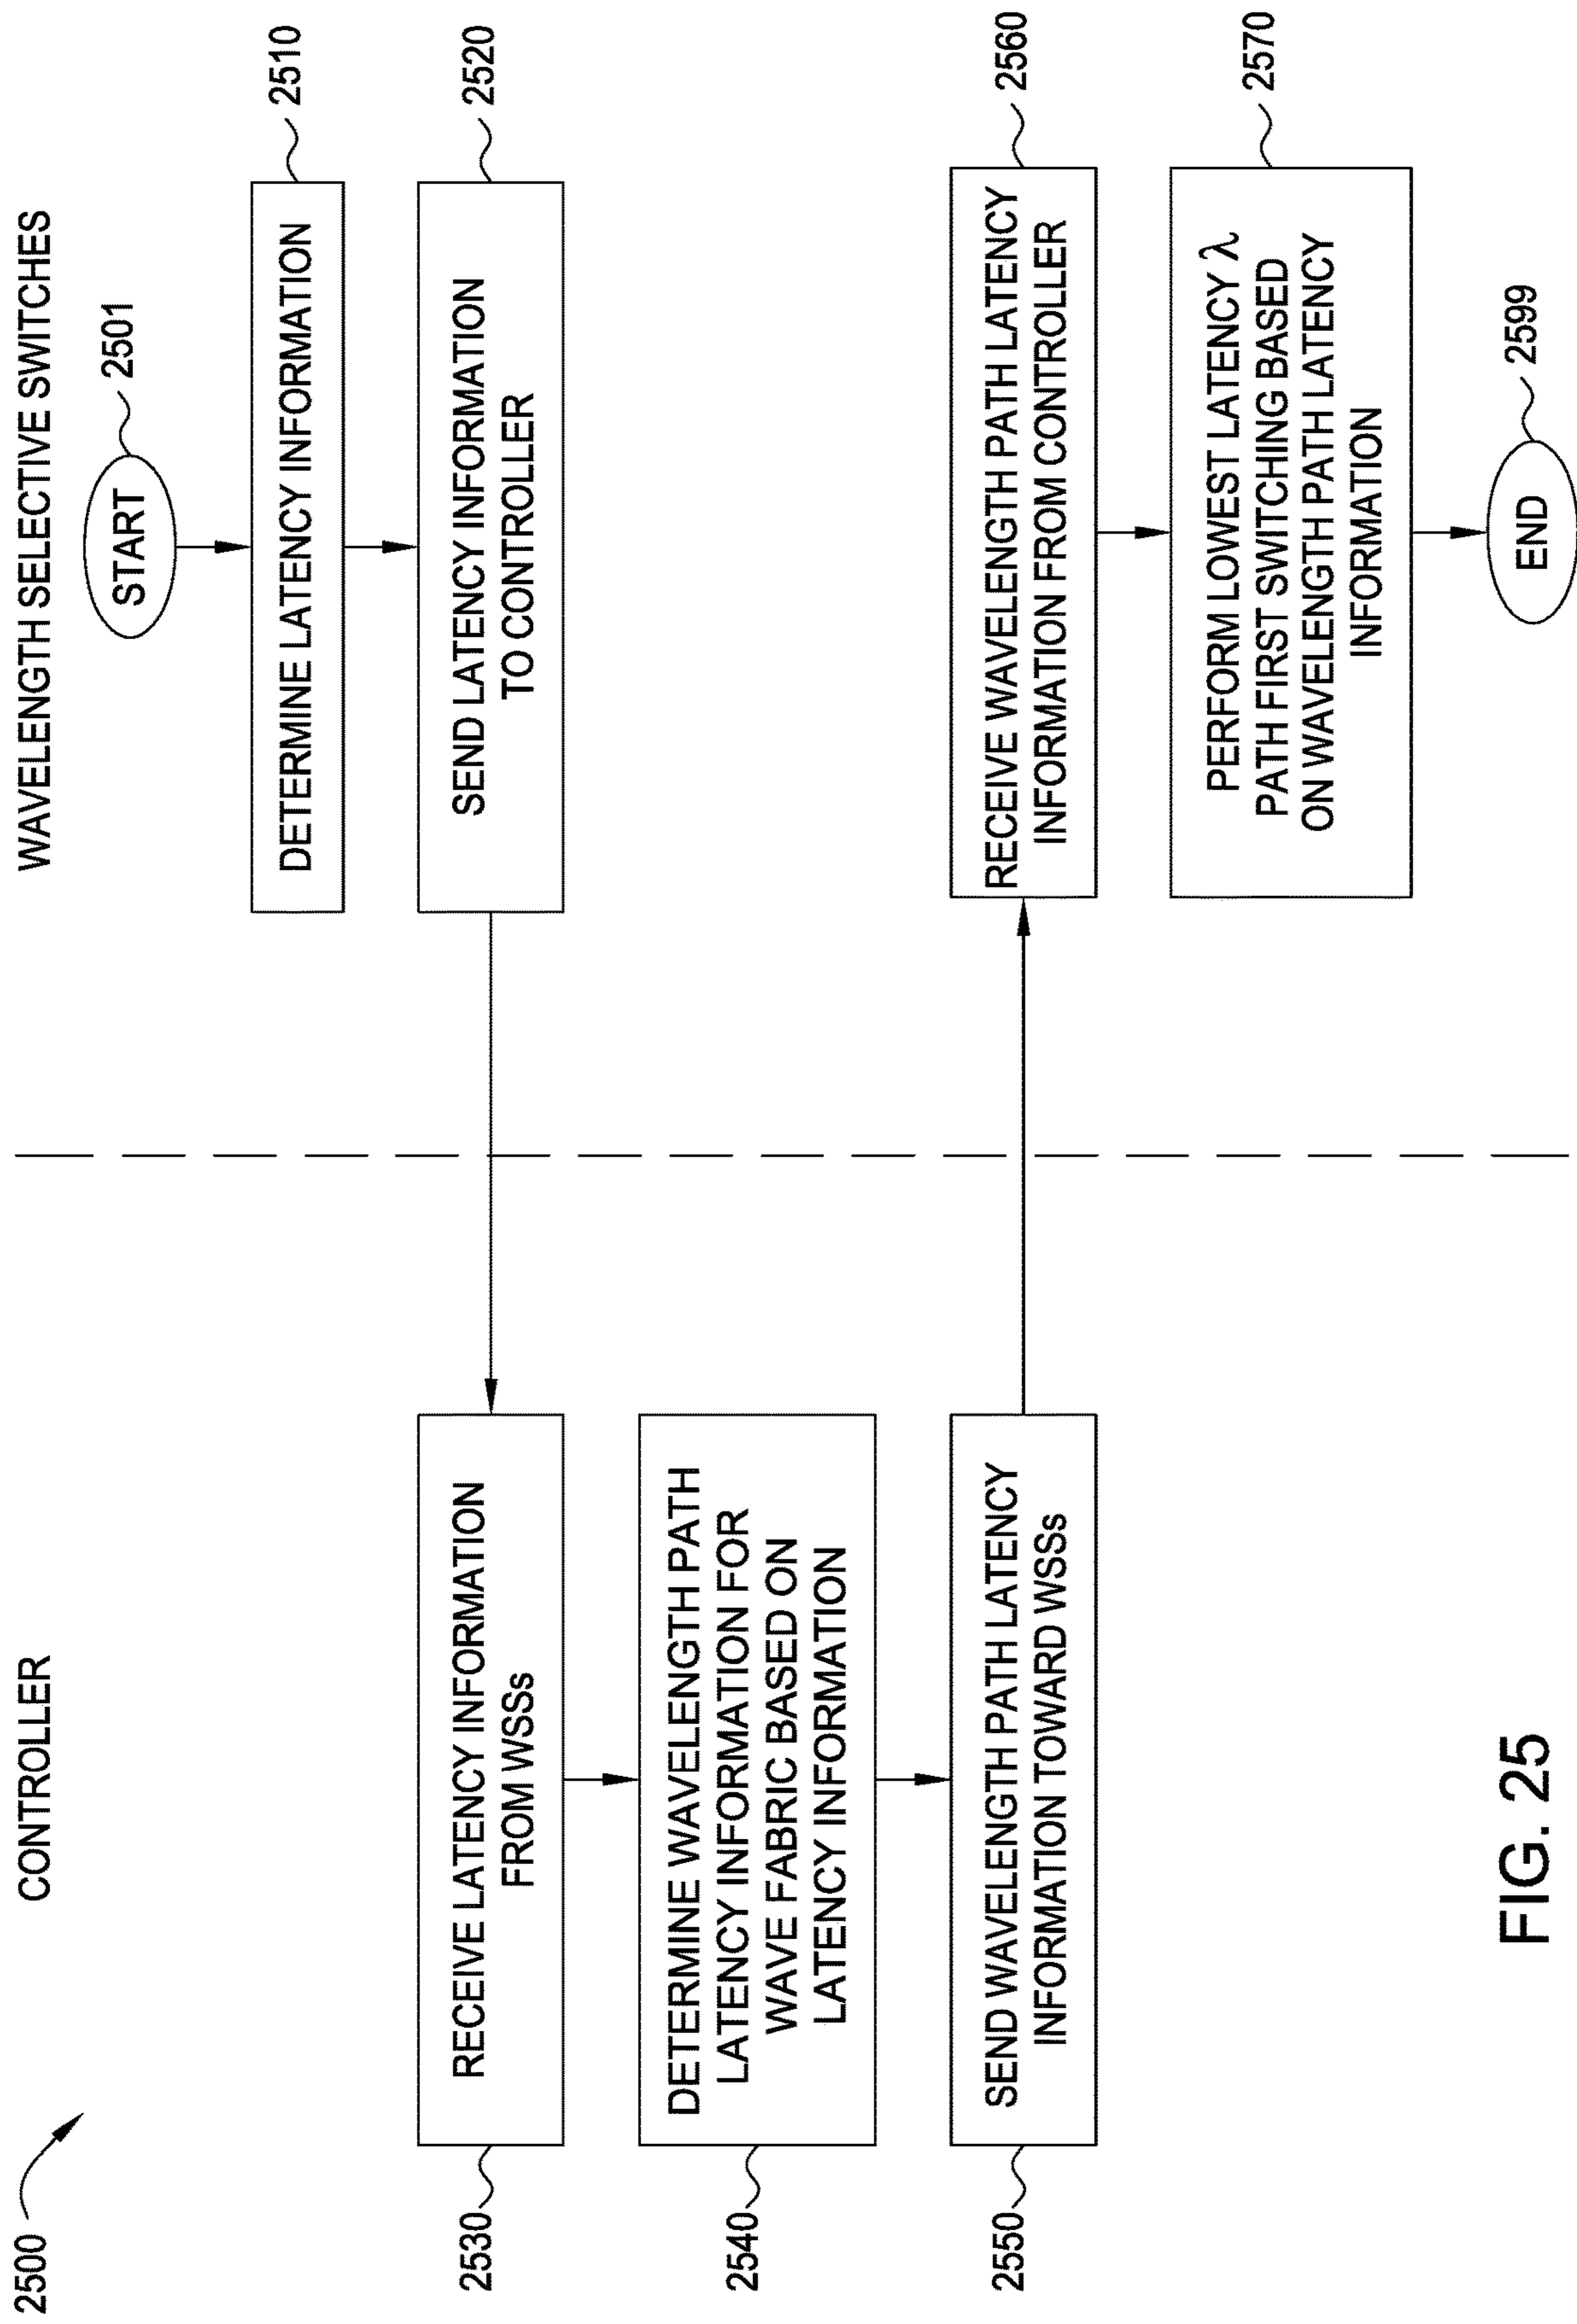 2500
CONTROLLER
WAVELENGTH SELECTIVE SWITCHES
START
2501
DETERMINE LATENCY INFORMATION
2510
SEND LATENCY INFORMATION
TO CONTROLLER
2520
2530
RECEIVE LATENCY INFORMATION
FROM WSSs
2540
DETERMINE WAVELENGTH PATH
LATENCY INFORMATION FOR
WAVE FABRIC BASED ON
LATENCY INFORMATION
2550
SEND WAVELENGTH PATH LATENCY
INFORMATION TOWARD WSSs
RECEIVE WAVELENGTH PATH LATENCY
INFORMATION FROM CONTROLLER
2560
PERFORM LOWEST LATENCY λ
PATH FIRST SWITCHING BASED
ON WAVELENGTH PATH LATENCY
INFORMATION
2570
END
2599
FIG. 25